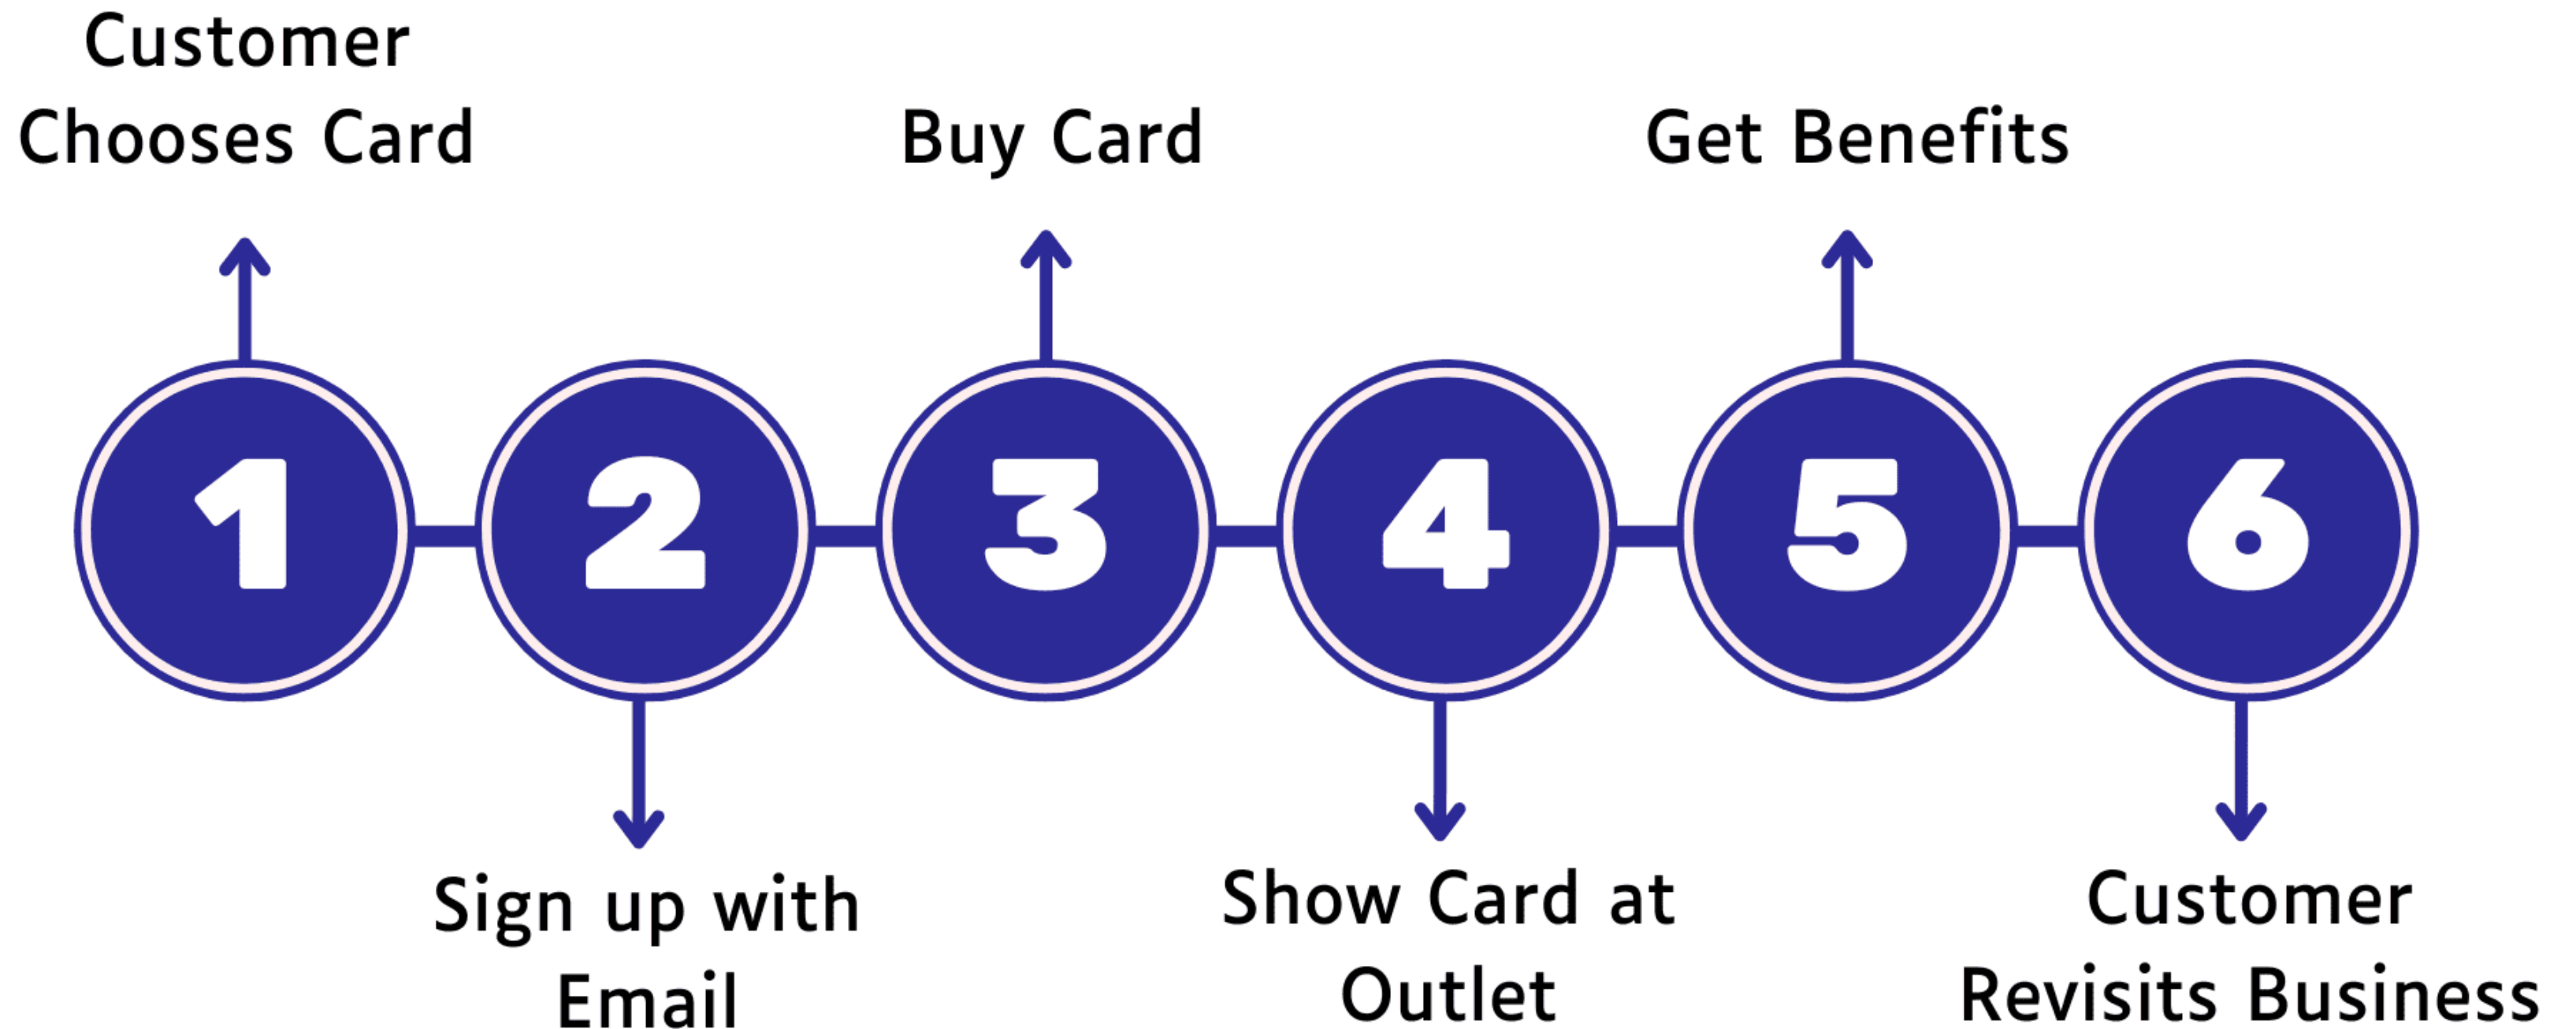 Customer
Chooses Card
Buy Card
Get Benefits
1 2 3 4 5 6
Sign up with
Email
Show Card at
Outlet
Customer
Revisits Business